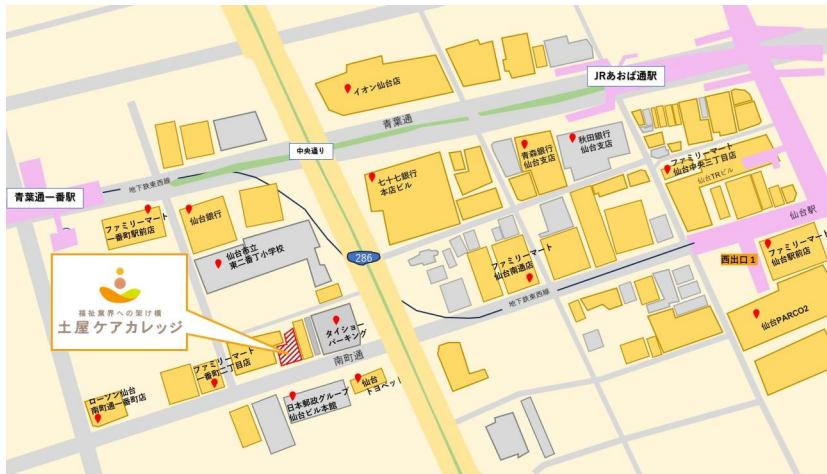 イオン仙台店
JRあおば通駅
青葉通
中央通り
青森銀行
仙台支店
秋田銀行
仙台支店
ファミリーマート
仙台中央三丁目店
仙台TRビル
地下鉄東西線
青葉通一番駅
七十七銀行
本店ビル
ファミリーマート
一番町駅前店
仙台銀行
仙台駅
仙台市立
東二番丁小学校
286
ファミリーマート
仙台南通店
西出口1
ファミリーマート
仙台駅前店
地下鉄東西線
福祉業界への架け橋
土屋ケアカレッジ
タイショウ
パーキング
仙台PARCO2
南町通
ファミリーマート
一番町二丁目店
仙台
トヨペット
ローソン仙台
南町通一番町店
日本郵政グループ
仙台ビル本館